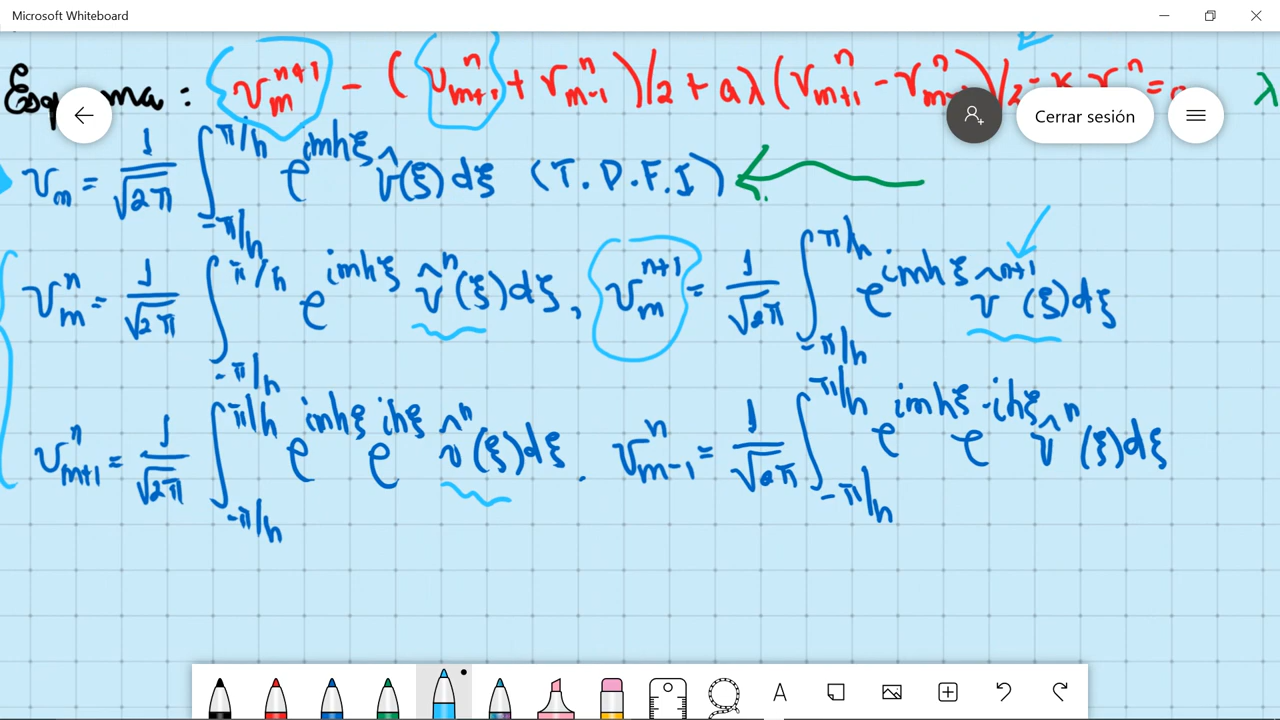 Microsoft Whiteboard
v_m^{n+1} - (v_{m+1}^n + v_{m-1}^n)/2 + aλ(v_{m+1}^n - v_{m-1}^n)/2 λ
Cerrar sesión
v_m = 1/√2π ∫_{-π/h}^{π/h} e^{imhξ} v̂(ξ)dξ (T.D.F.I)
v_m^n = 1/√2π ∫_{-π/h}^{π/h} e^{imhξ} v̂^n(ξ)dξ, v_m^{n+1} = 1/√2π ∫_{-π/h}^{π/h} e^{imhξ} v̂^{n+1}(ξ)dξ
v_{m+1}^n = 1/√2π ∫_{-π/h}^{π/h} e^{imhξ} e^{ihξ} v̂^n(ξ)dξ. v_{m-1}^n = 1/√2π ∫_{-π/h}^{π/h} e^{imhξ} e^{-ihξ} v̂^n(ξ)dξ
A